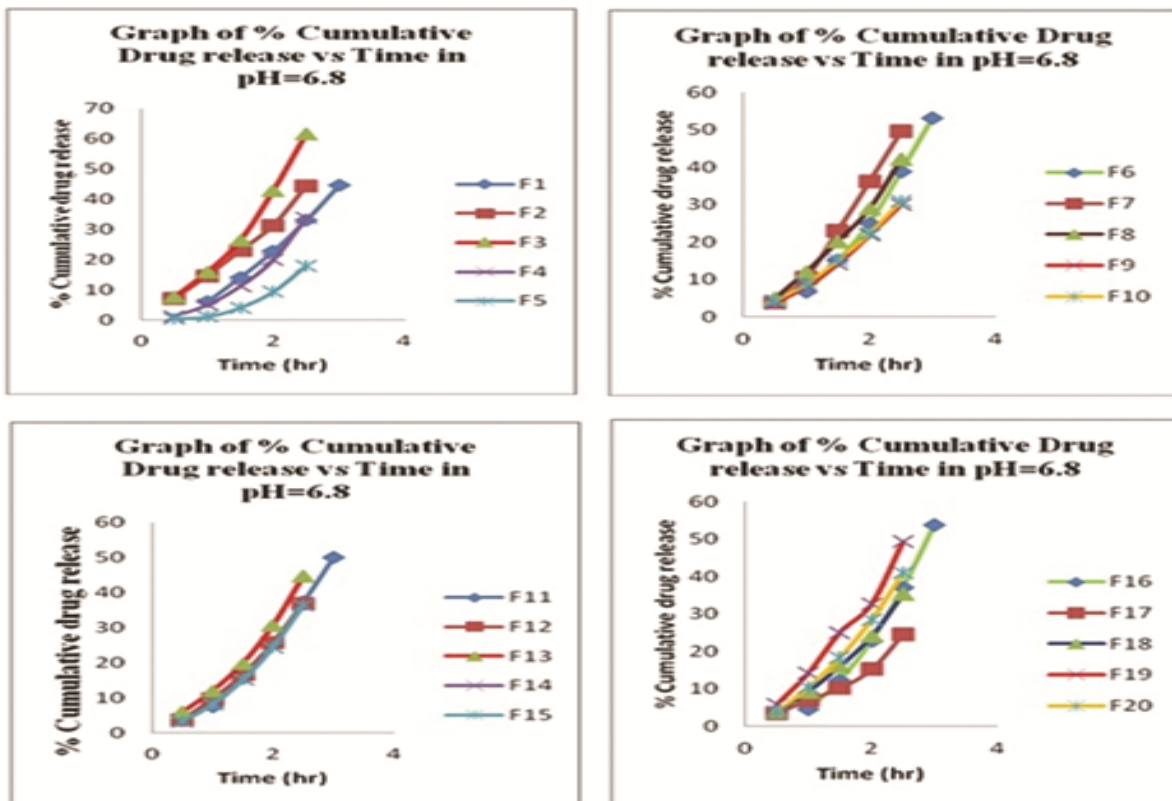 Graph of % Cumulative
Drug release vs Time in
pH=6.8
% Cumulative drug release
70
60
50
40
30
20
10
0
0
2
4
Time (hr)
F1
F2
F3
F4
F5
Graph of % Cumulative Drug
release vs Time in pH=6.8
% Cumulative drug release
60
50
40
30
20
10
0
0
2
4
Time (hr)
F6
F7
F8
F9
F10
Graph of % Cumulative
Drug release vs Time in
pH=6.8
% Cumulative drug release
60
50
40
30
20
10
0
0
2
4
Time (hr)
F11
F12
F13
F14
F15
Graph of % Cumulative Drug
release vs Time in pH=6.8
% Cumulative drug release
60
50
40
30
20
10
0
0
2
4
Time (hr)
F16
F17
F18
F19
F20